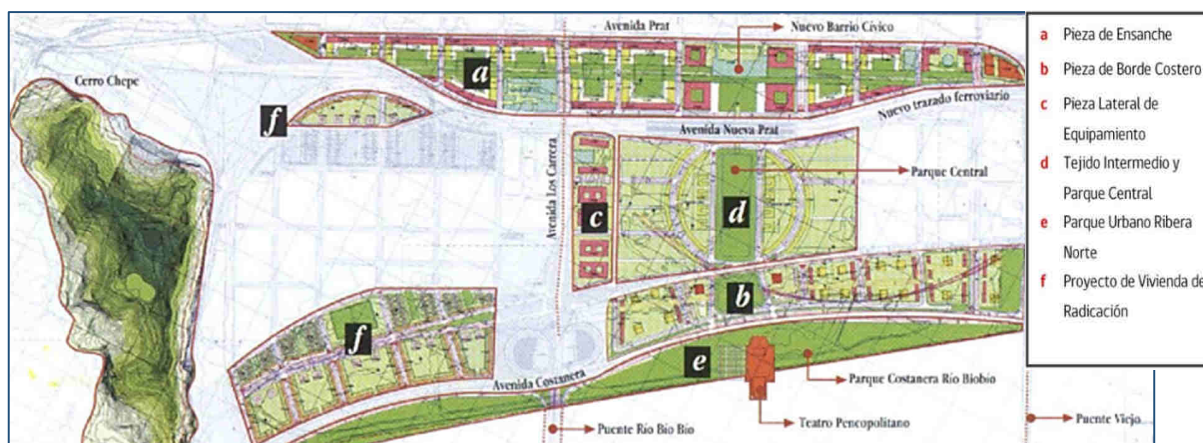 Avenida Prat
Nuevo Barrio Cívico
Cerro Chepe
a
f
Nuevo trazado ferroviario
Avenida Nueva Prat
Avenida Los Carrera
Parque Central
c
d
b
f
e
Avenida Costanera
Parque Costanera Río Biobío
Teatro Pencopolitano
Puente Río Bio Bio
Puente Viejo
a Pieza de Ensanche
b Pieza de Borde Costero
c Pieza Lateral de
Equipamiento
d Tejido Intermedio y
Parque Central
e Parque Urbano Ribera
Norte
f Proyecto de Vivienda de
Radicación